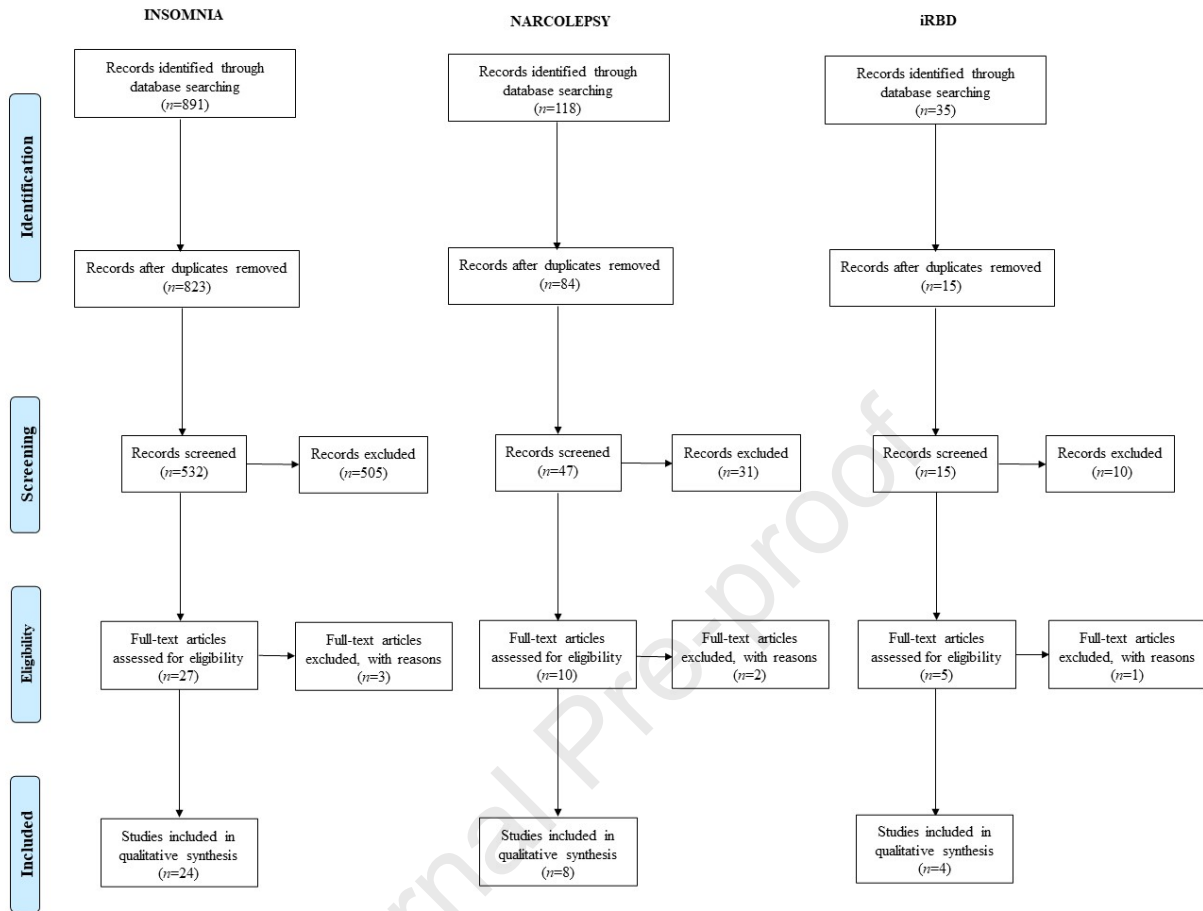 INSOMNIA
NARCOLEPSY
iRBD
Identification
Records identified through
database searching
(n=891)
Records identified through
database searching
(n=118)
Records identified through
database searching
(n=35)
Records after duplicates removed
(n=823)
Records after duplicates removed
(n=84)
Records after duplicates removed
(n=15)
Screening
Records screened
(n=532)
Records excluded
(n=505)
Records screened
(n=47)
Records excluded
(n=31)
Records screened
(n=15)
Records excluded
(n=10)
Eligibility
Full-text articles
assessed for eligibility
(n=27)
Full-text articles
excluded, with reasons
(n=3)
Full-text articles
assessed for eligibility
(n=10)
Full-text articles
excluded, with reasons
(n=2)
Full-text articles
assessed for eligibility
(n=5)
Full-text articles
excluded, with reasons
(n=1)
Included
Studies included in
qualitative synthesis
(n=24)
Studies included in
qualitative synthesis
(n=8)
Studies included in
qualitative synthesis
(n=4)
rnal Pre-proof